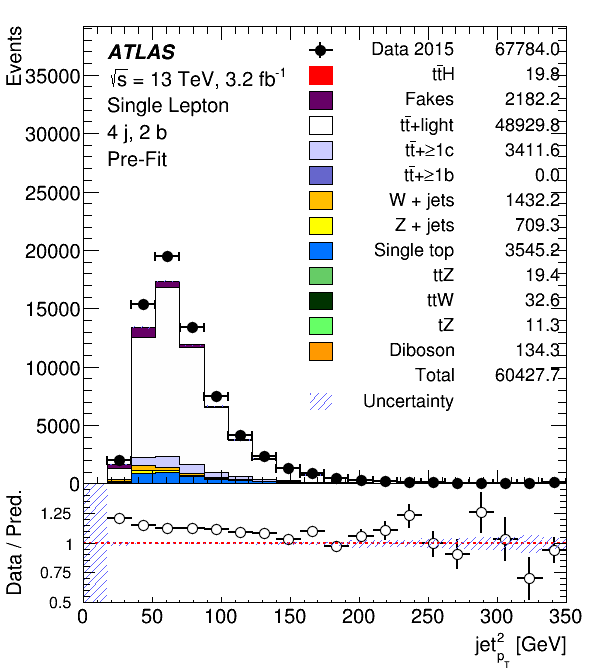 Events
35000
30000
25000
20000
15000
10000
5000
0
ATLAS
√s = 13 TeV, 3.2 fb⁻¹
Single Lepton
4 j, 2 b
Pre-Fit
Data 2015 67784.0
tt̄H 19.8
Fakes 2182.2
tt̄+light 48929.8
tt̄+≥1c 3411.6
tt̄+≥1b 0.0
W + jets 1432.2
Z + jets 709.3
Single top 3545.2
ttZ 19.4
ttW 32.6
tZ 11.3
Diboson 134.3
Total 60427.7
Uncertainty
Data / Pred.
1.25
1
0.75
0.5
0 50 100 150 200 250 300 350
jet²_pT [GeV]